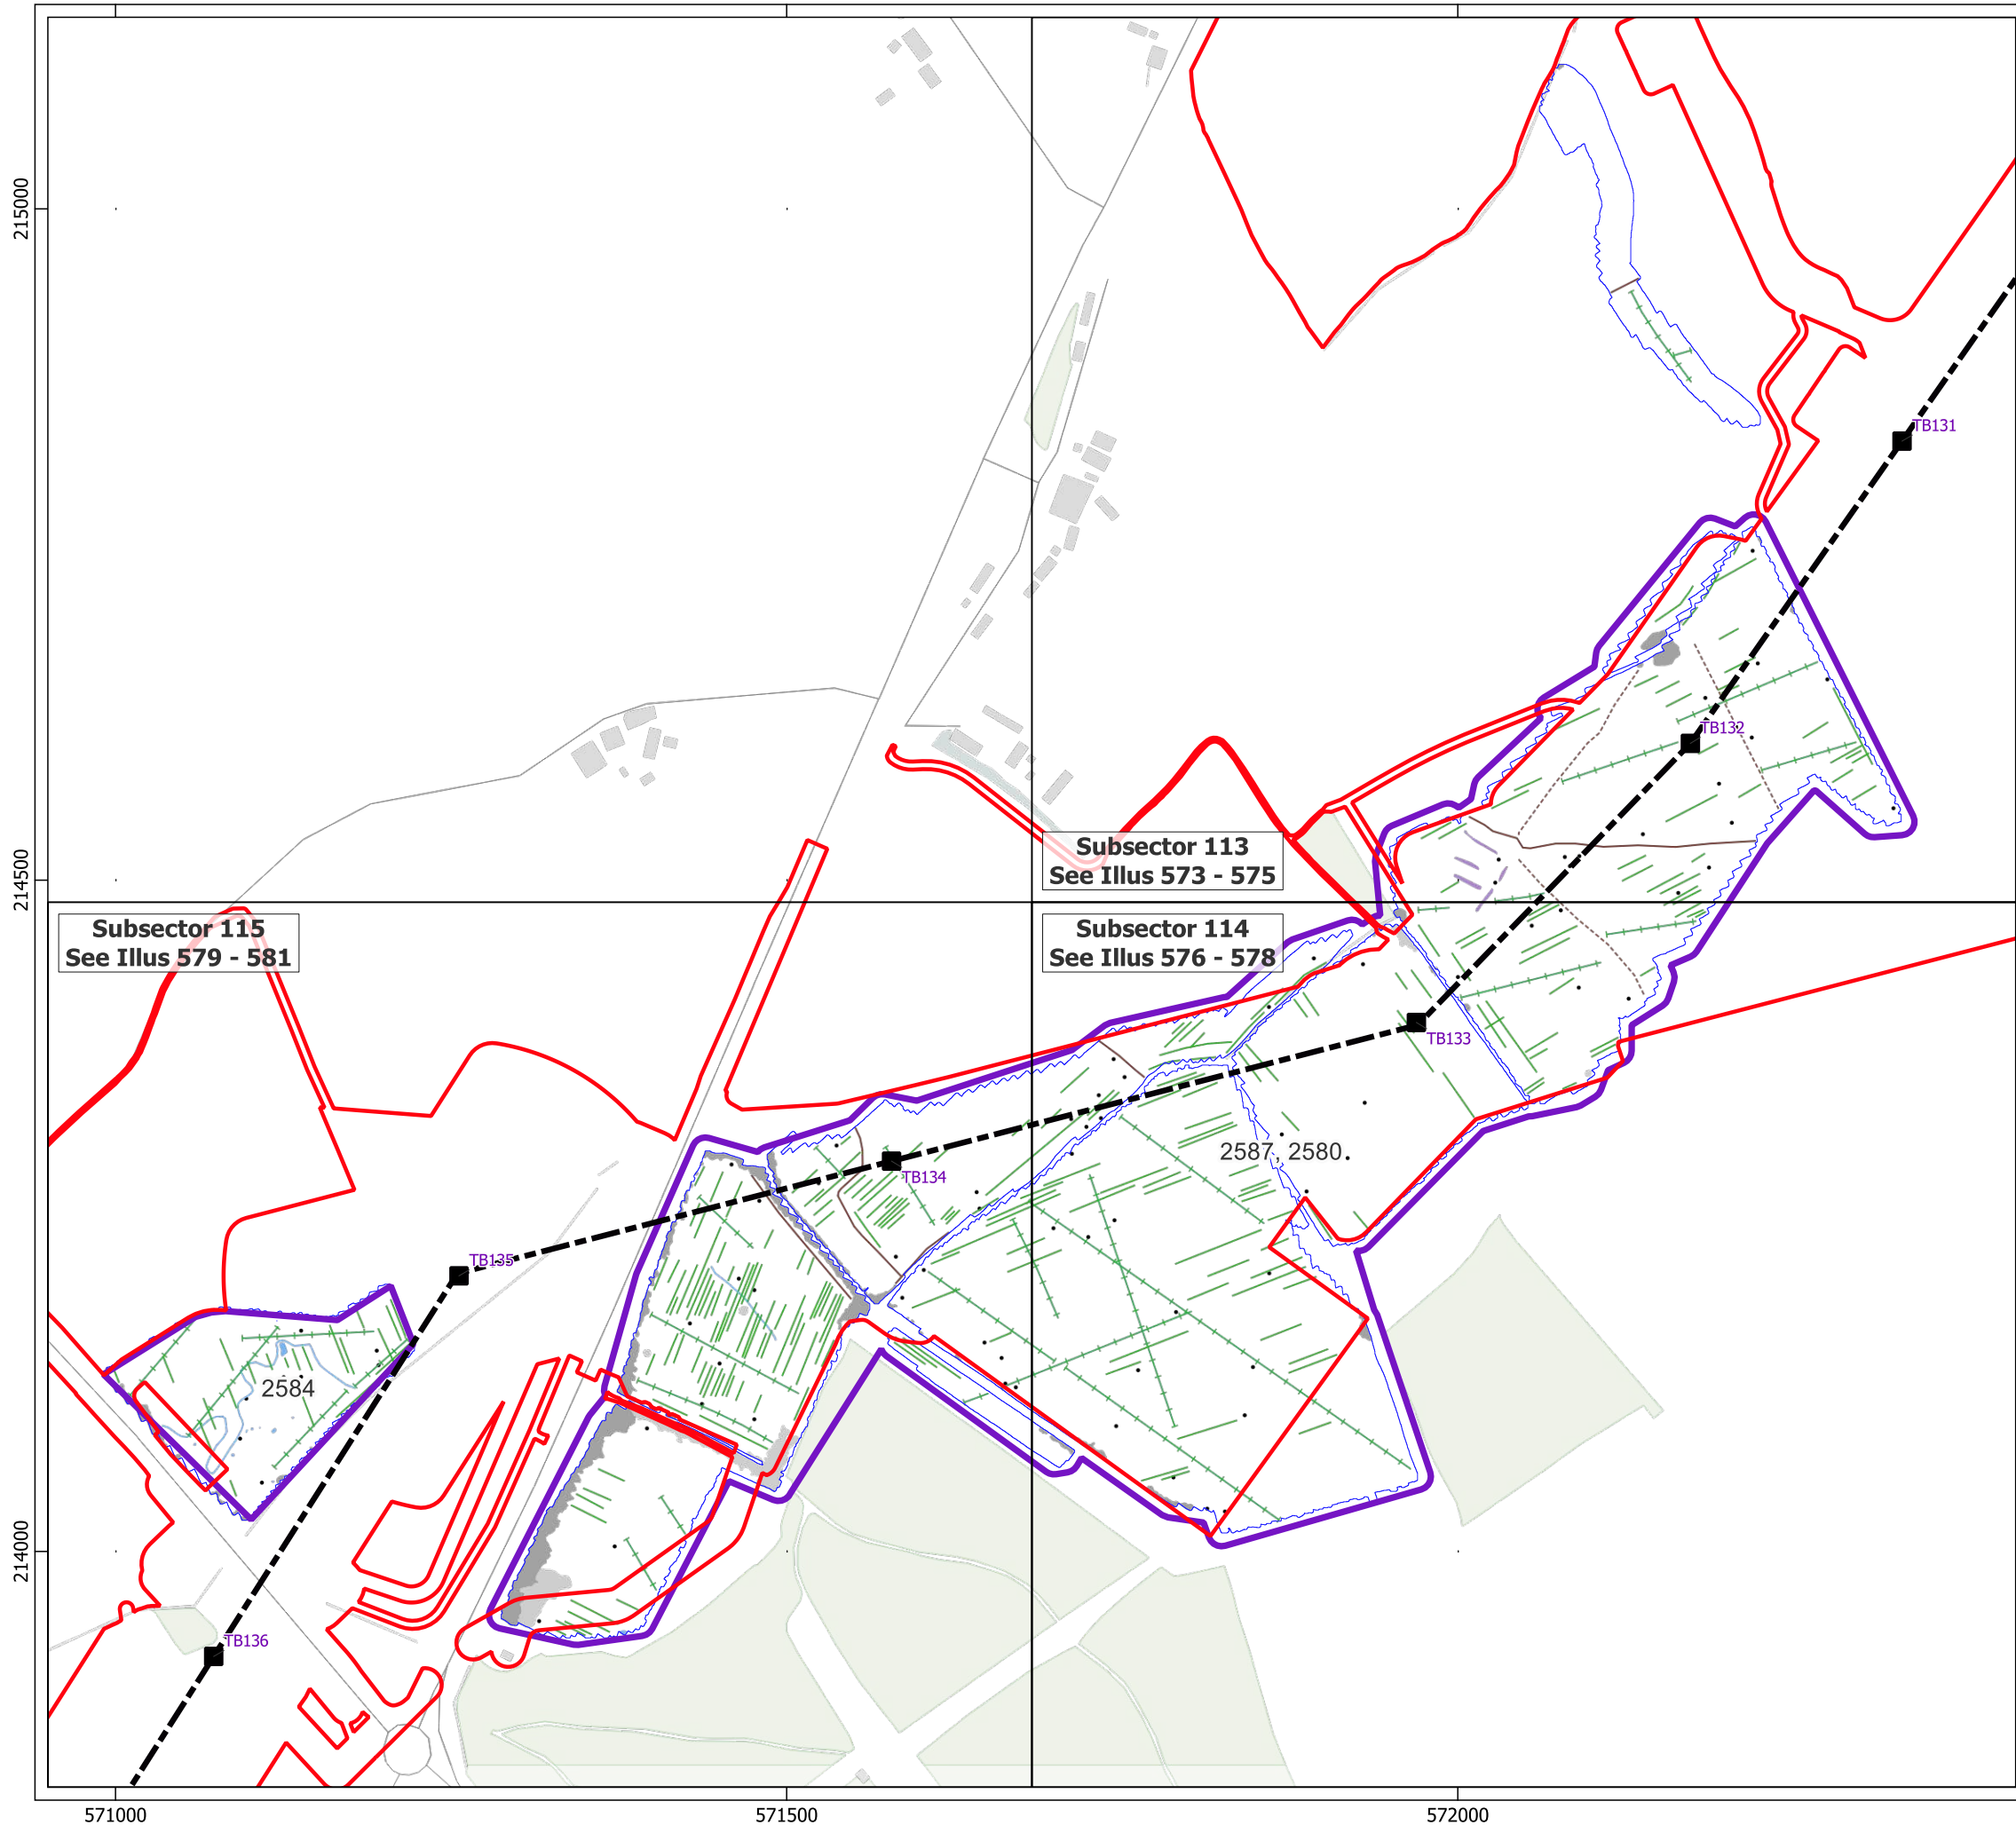 215000
TB131
TB132
Subsector 113
See Illus 573 - 575
214500
Subsector 115
See Illus 579 - 581
Subsector 114
See Illus 576 - 578
TB133
2587, 2580
TB134
TB135
2584
214000
TB136
571000
571500
572000